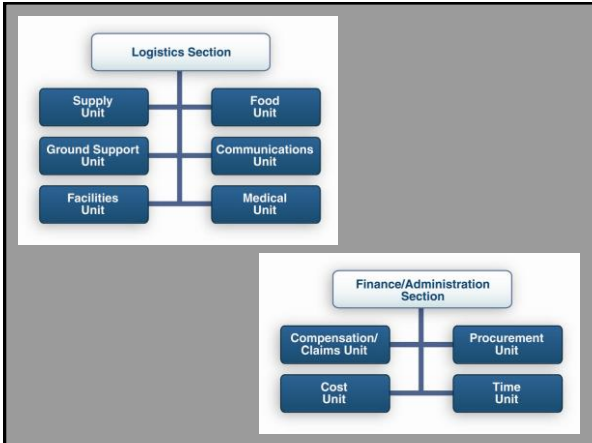 Logistics Section
Supply
Unit
Food
Unit
Ground Support
Unit
Communications
Unit
Facilities
Unit
Medical
Unit
Finance/Administration
Section
Compensation/
Claims Unit
Procurement
Unit
Cost
Unit
Time
Unit